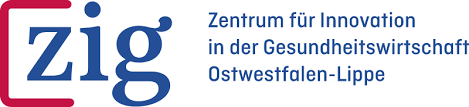 zig
Zentrum für Innovation
in der Gesundheitswirtschaft
Ostwestfalen-Lippe